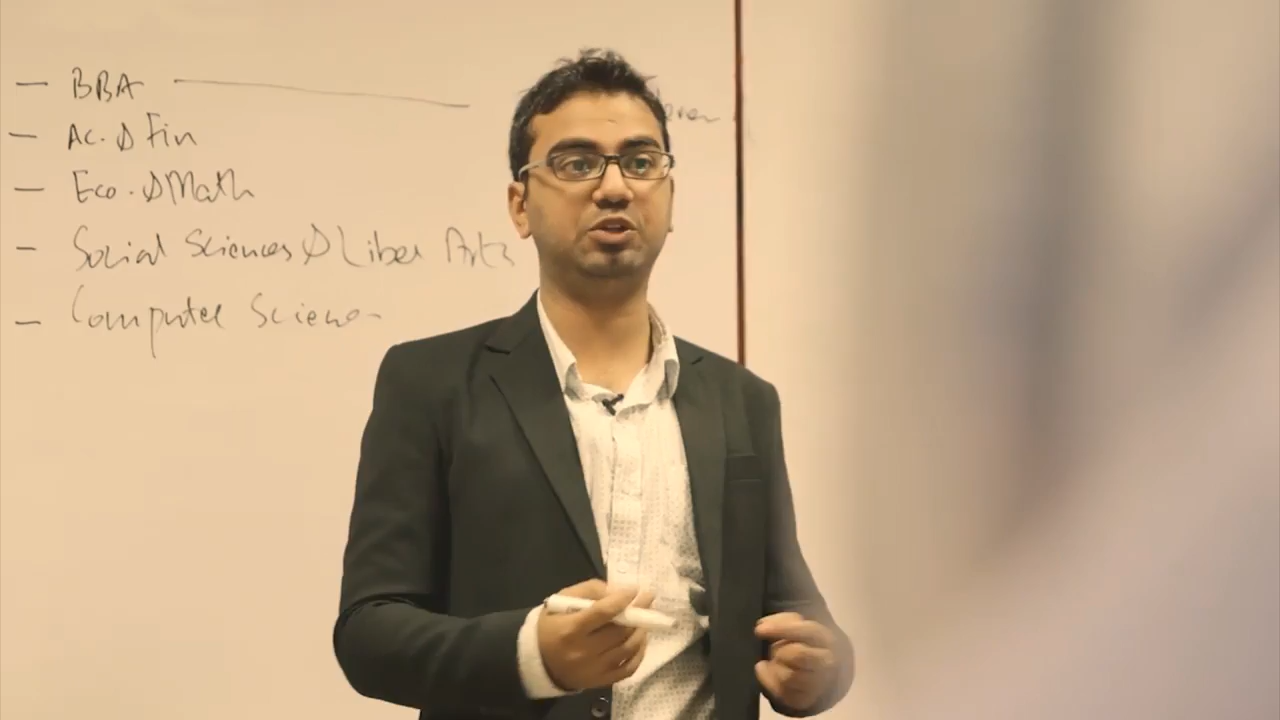 – BBA —
– Ac. & Fin
– Eco. & Math
– Social Sciences & Liber Arts
– Computer Science